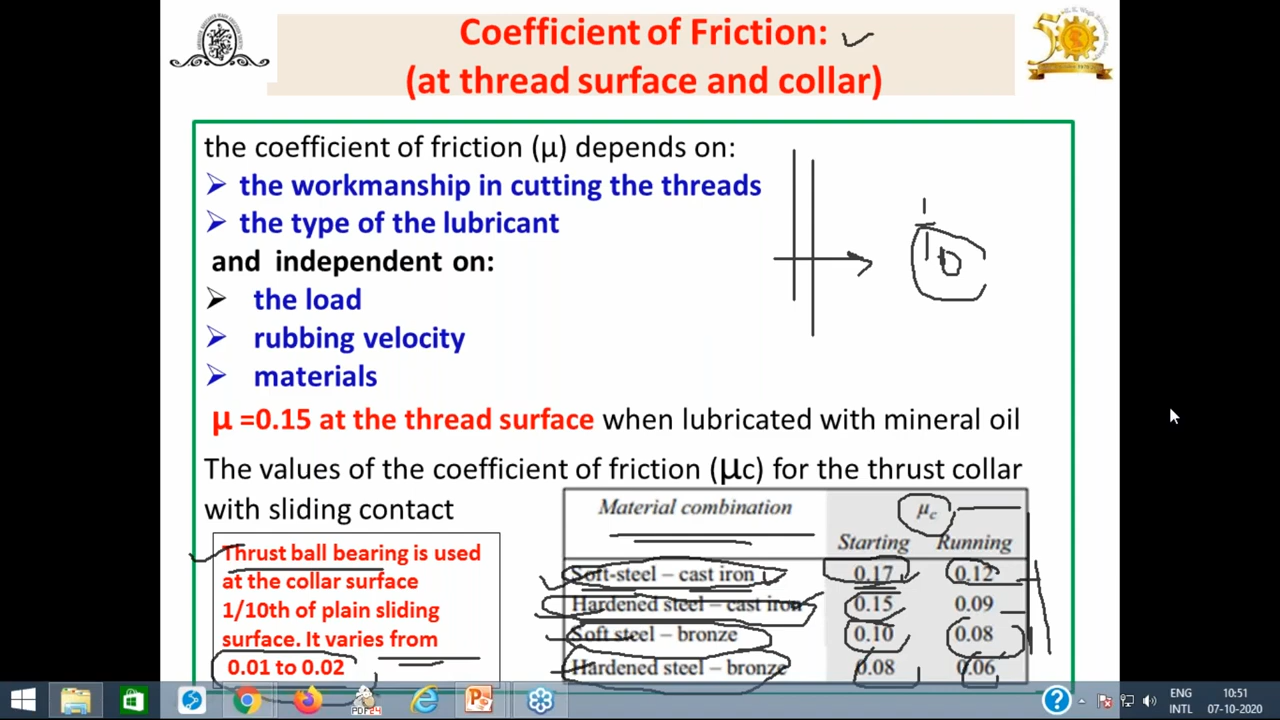 Coefficient of Friction:
(at thread surface and collar)
the coefficient of friction (μ) depends on:
➢ the workmanship in cutting the threads
➢ the type of the lubricant
and independent on:
➢ the load
➢ rubbing velocity
➢ materials
μ =0.15 at the thread surface when lubricated with mineral oil
The values of the coefficient of friction (μc) for the thrust collar
with sliding contact
Thrust ball bearing is used
at the collar surface
1/10th of plain sliding
surface. It varies from
0.01 to 0.02
Material combination μc
Starting Running
Soft-steel – cast iron 0.17 0.12
Hardened steel – cast iron 0.15 0.09
Soft steel – bronze 0.10 0.08
Hardened steel – bronze 0.08 0.06
1
10
ENG 10:51
INTL 07-10-2020